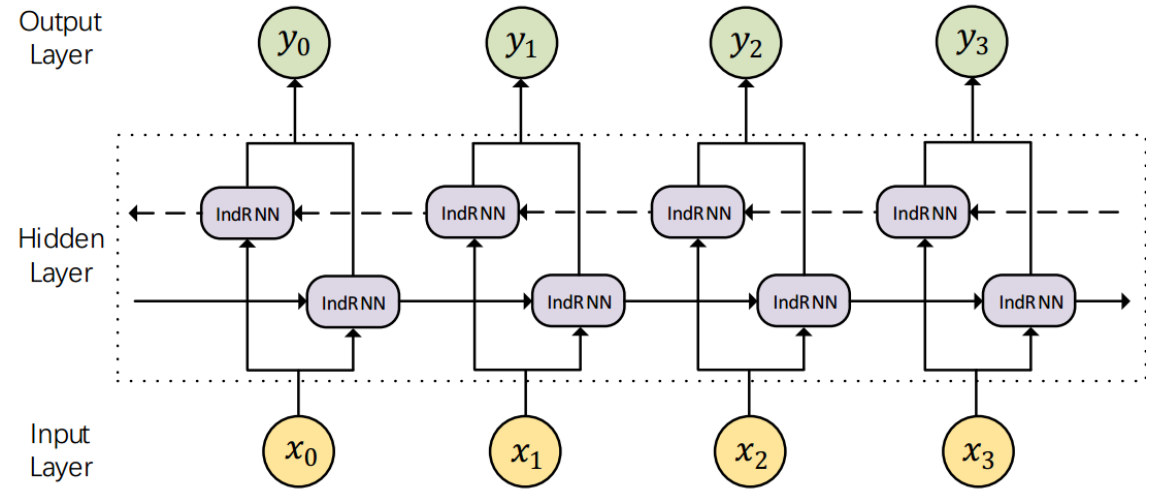 Output
Layer
y₀
y₁
y₂
y₃
IndRNN
IndRNN
IndRNN
IndRNN
Hidden
Layer
IndRNN
IndRNN
IndRNN
IndRNN
Input
Layer
x₀
x₁
x₂
x₃